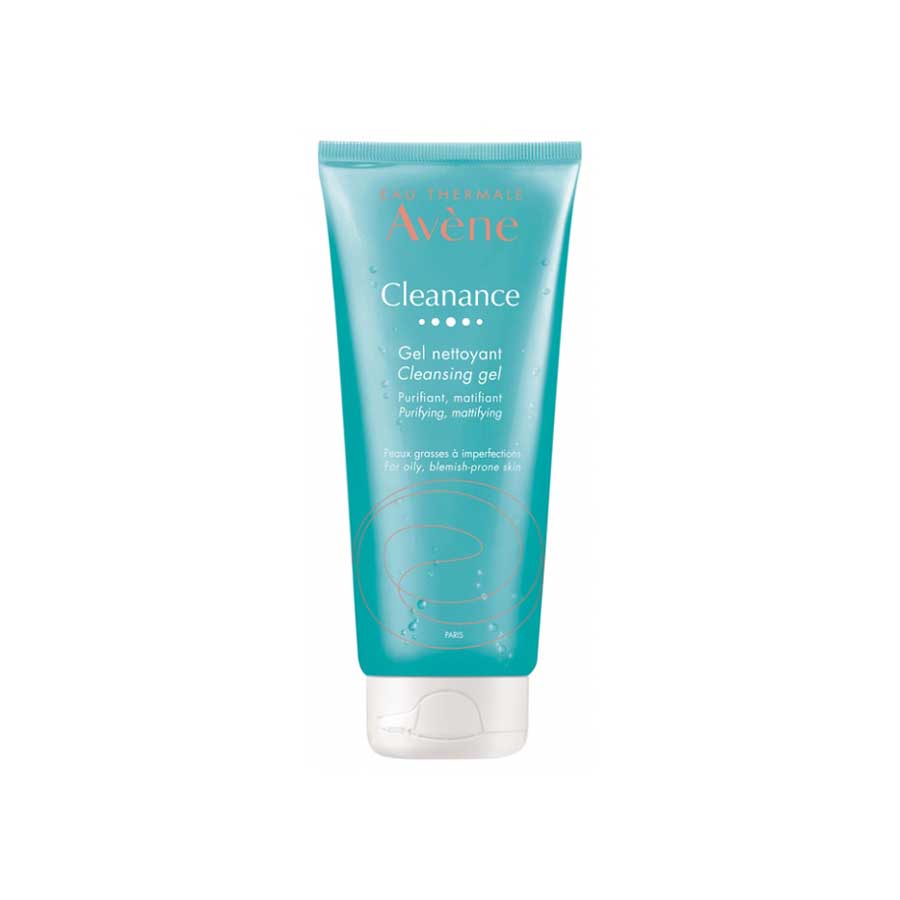 EAU THERMALE
Avène
Cleanance
Gel nettoyant
Cleansing gel
Purifiant, matifiant
Purifying, mattifying
Peaux grasses à imperfections
For oily, blemish-prone skin
PARIS